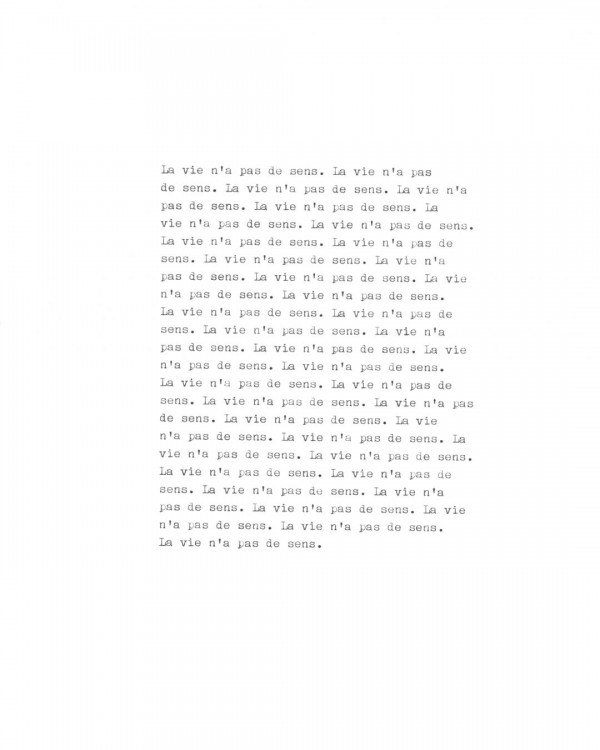 La vie n'a pas de sens. La vie n'a pas
de sens. La vie n'a pas de sens. La vie n'a
pas de sens. La vie n'a pas de sens. La
vie n'a pas de sens. La vie n'a pas de sens.
La vie n'a pas de sens. La vie n'a pas de
sens. La vie n'a pas de sens. La vie n'a
pas de sens. La vie n'a pas de sens. La vie
n'a pas de sens. La vie n'a pas de sens.
La vie n'a pas de sens. La vie n'a pas de
sens. La vie n'a pas de sens. La vie n'a
pas de sens. La vie n'a pas de sens. La vie
n'a pas de sens. La vie n'a pas de sens.
La vie n'a pas de sens. La vie n'a pas de
sens. La vie n'a pas de sens. La vie n'a pas
de sens. La vie n'a pas de sens. La vie
n'a pas de sens. La vie n'a pas de sens. La
vie n'a pas de sens. La vie n'a pas de sens.
La vie n'a pas de sens. La vie n'a pas de
sens. La vie n'a pas de sens. La vie n'a
pas de sens. La vie n'a pas de sens. La vie
n'a pas de sens. La vie n'a pas de sens.
La vie n'a pas de sens.